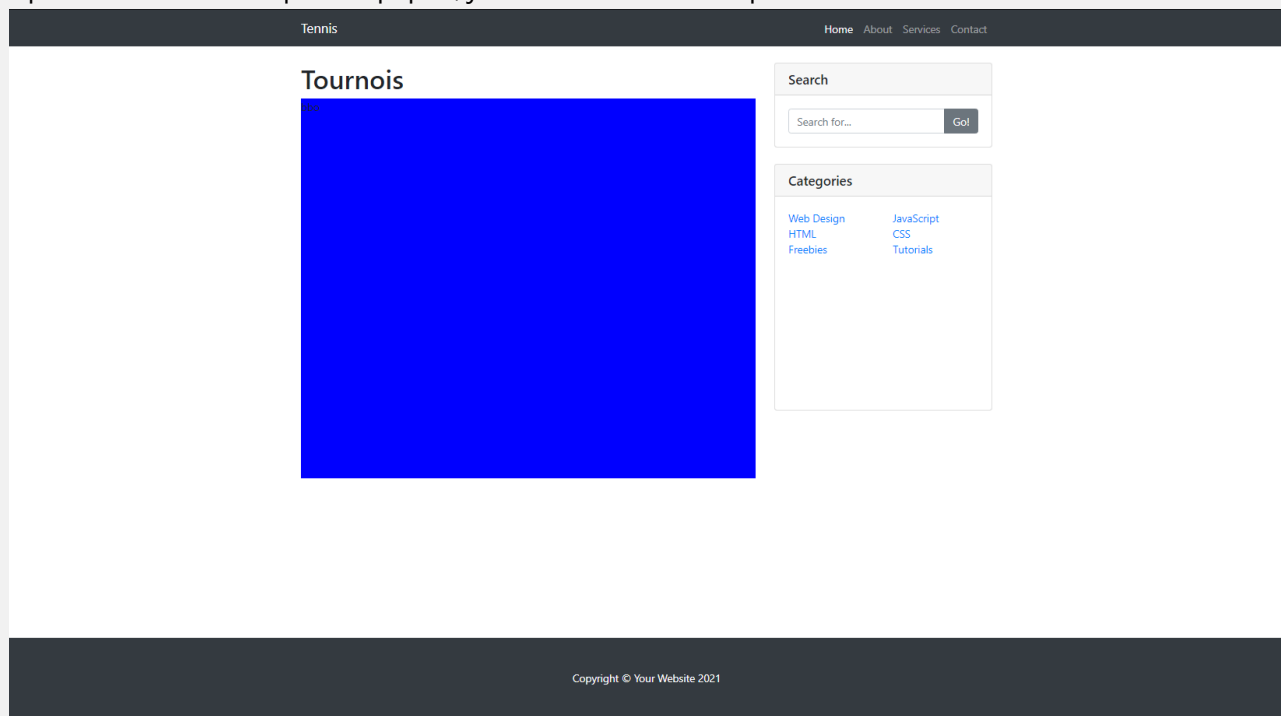 Tennis
Home About Services Contact
Tournois
Search
Search for...
Go!
Categories
Web Design JavaScript
HTML CSS
Freebies Tutorials
Copyright © Your Website 2021